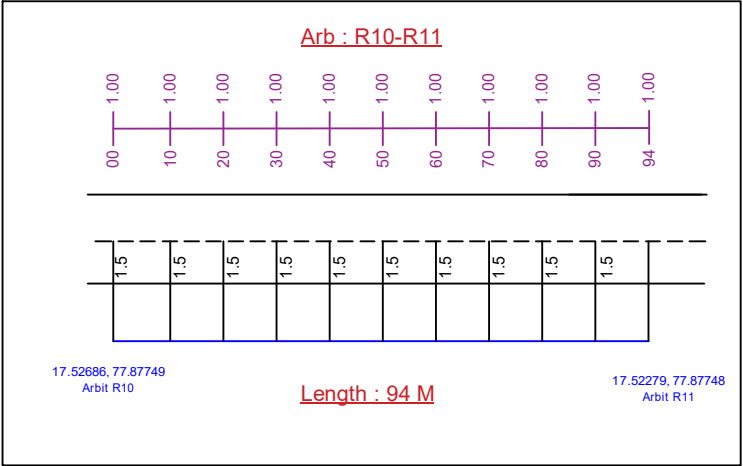 Arb : R10-R11
1.00 1.00 1.00 1.00 1.00 1.00 1.00 1.00 1.00 1.00 1.00
00 10 20 30 40 50 60 70 80 90 94
1.5 1.5 1.5 1.5 1.5 1.5 1.5 1.5 1.5 1.5
17.52686, 77.87749
Arbit R10
Length : 94 M
17.52279, 77.87748
Arbit R11